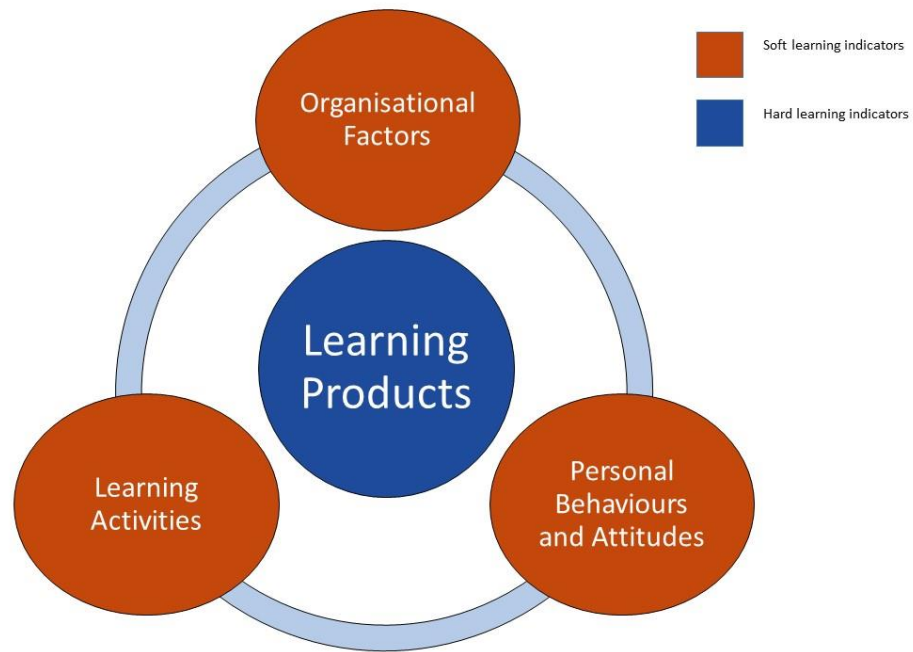 Soft learning indicators
Hard learning indicators
Organisational
Factors
Learning
Products
Learning
Activities
Personal
Behaviours
and Attitudes